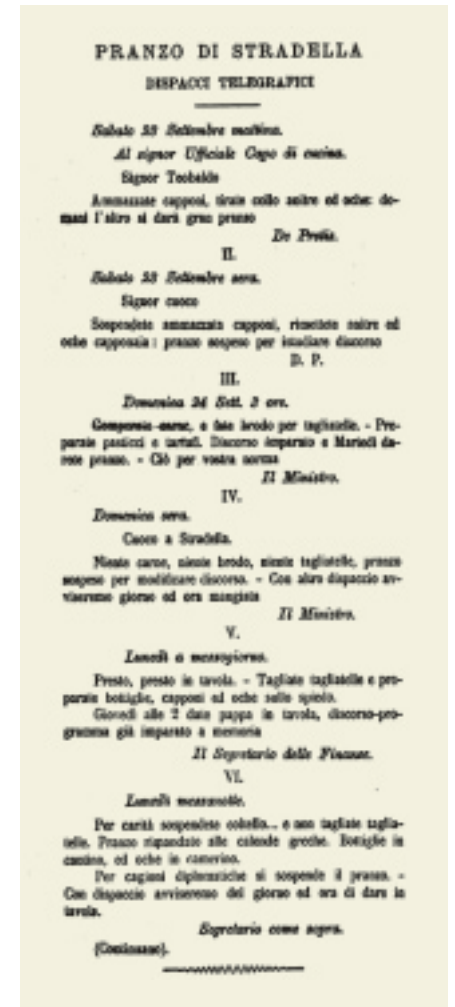 PRANZO DI STRADELLA
DISPACCI TELEGRAFICI
Sabato 23 Settembre mattina.
Al signor Ufficiale Capo di cucina.
Signor Teobaldo
Ammazzate capponi, tirate collo anitre ed oche: do-
mani l'altro si darà gran pranzo
De Pretis.
II.
Sabato 23 Settembre sera.
Signor cuoco
Sospendete ammazzata capponi, rimettete anitre ed
oche capponaia: pranzo sospeso per istudiare discorso
D. P.
III.
Domenica 24 Sett. 3 ore.
carne, e fate brodo per tagliatelle. - Pre-
parate pasticci e tartufi. Discorso imparato e Martedì da-
rete pranzo. - Ciò per vostra norma
Il Ministro.
IV.
Domenica sera.
Cuoco a Stradella.
Niente carne, niente brodo, niente tagliatelle, pranzo
sospeso per modificare discorso. - Con altro dispaccio av-
viseremo giorno ed ora mangiata
Il Ministro.
V.
Lunedì a mezzogiorno.
Presto, presto in tavola. - Tagliate tagliatelle e pre-
parate bottiglie, capponi ed oche sullo spiedo.
Giovedì alle 2 date pappa in tavola, discorso-pro-
gramma già imparato a memoria
Il Segretario delle Finanze.
VI.
Lunedì mezzanotte.
Per carità sospendete coltello... e non tagliate taglia-
telle. Pranzo rimandato alle calende greche. Bottiglie in
cantina, ed oche in camerino.
Per cagioni diplomatiche si sospende il pranzo. -
Con dispaccio avviseremo del giorno ed ora di dare in
tavola.
Segretario come sopra.
(Continuano).